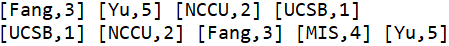 [Fang,3] [Yu,5] [NCCU,2] [UCSB,1]
[UCSB,1] [NCCU,2] [Fang,3] [MIS,4] [Yu,5]